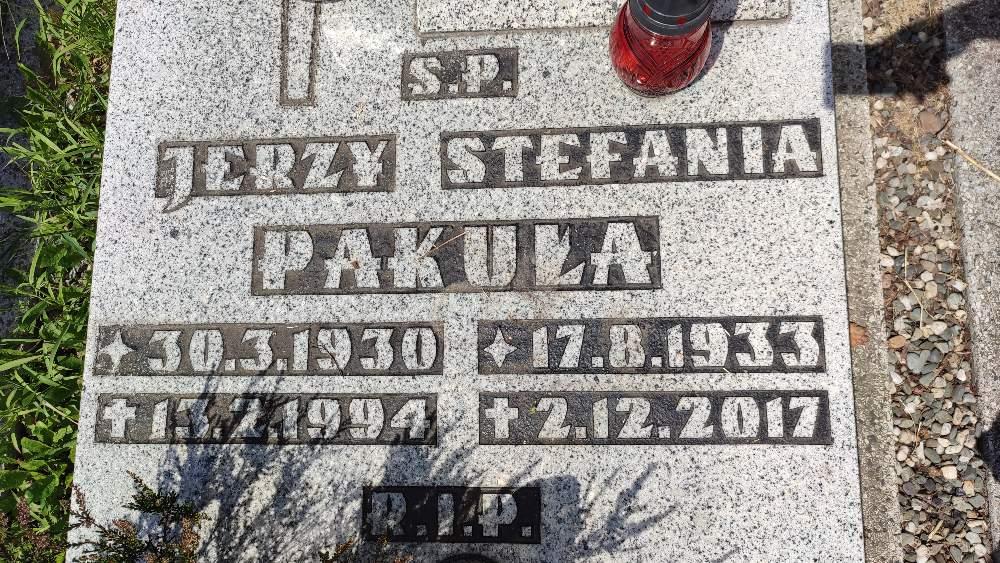 S.P.
JERZY STEFANIA
PAKUŁA
✦ 30.3.1930 ✦ 17.8.1933
✝ ✝ 2.12.2017
R.I.P.